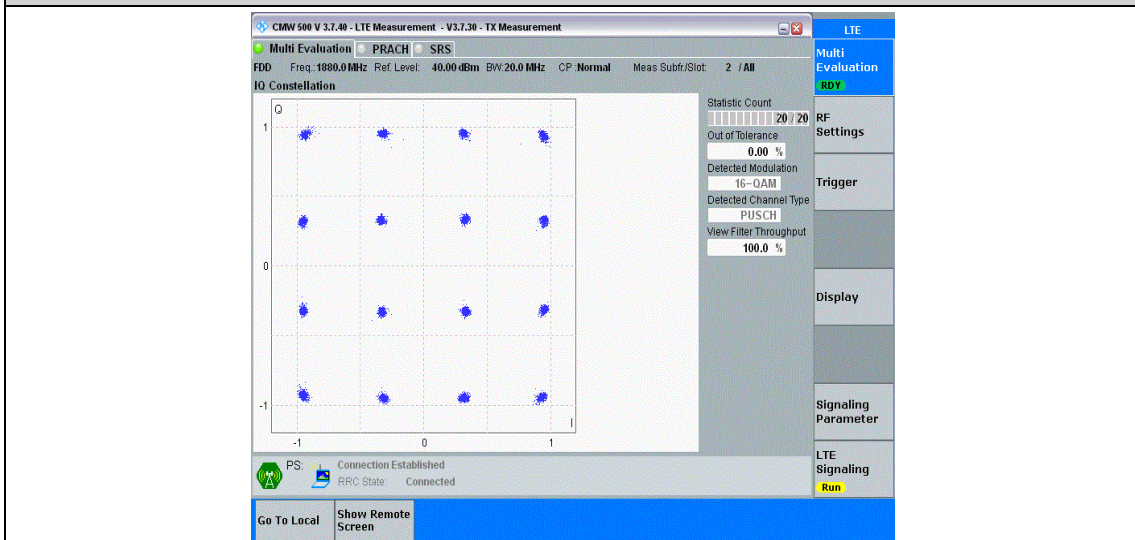 CMW 500 V 3.7.40 - LTE Measurement - V3.7.30 - TX Measurement
LTE
Multi Evaluation PRACH SRS
Multi
Evaluation
RDY
FDD Freq.:1880.0 MHz Ref. Level: 40.00 dBm BW:20.0 MHz CP :Normal Meas Subfr./Slot: 2 / All
IQ Constellation
Q
1
0
-1
I
-1 0 1
Statistic Count
20 / 20
Out of Tolerance
0.00 %
Detected Modulation
16-QAM
Detected Channel Type
PUSCH
View Filter Throughput
100.0 %
RF
Settings
Trigger
Display
Signaling
Parameter
LTE
Signaling
Run
PS: Connection Established
RRC State: Connected
Go To Local
Show Remote
Screen